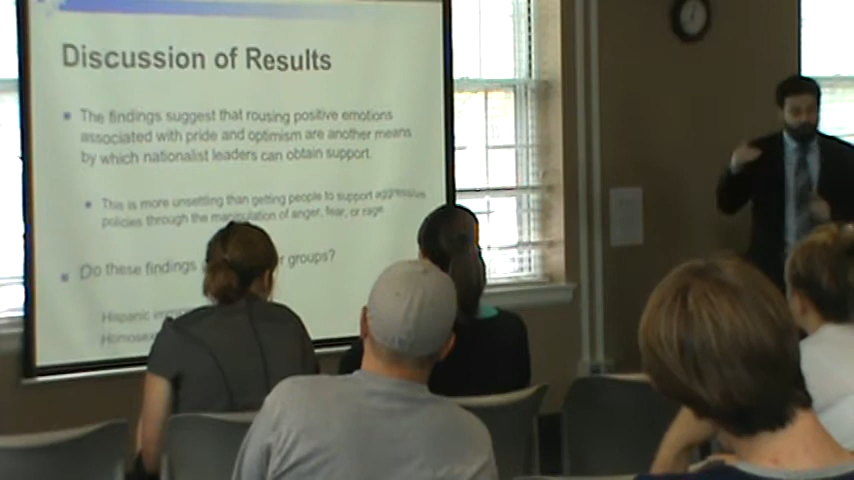 Discussion of Results
The findings suggest that rousing positive emotions
associated with pride and optimism are another means
by which nationalist leaders can obtain support.
This is more unsettling than getting people to support aggressive
policies through the manipulation of anger, fear, or rage
Do these findings groups?
Hispanic